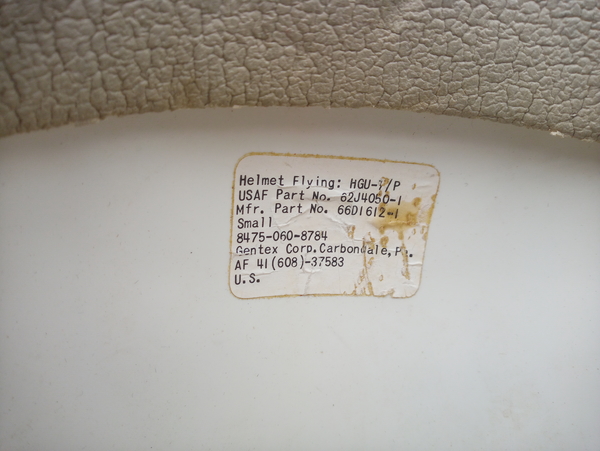 Helmet Flying: HGU-7/P
USAF Part No. 62J4050-1
Mfr. Part No. 66D1612-1
Small
8475-060-8784
Gentex Corp.Carbondale,
AF 41(608)-37583
U.S.